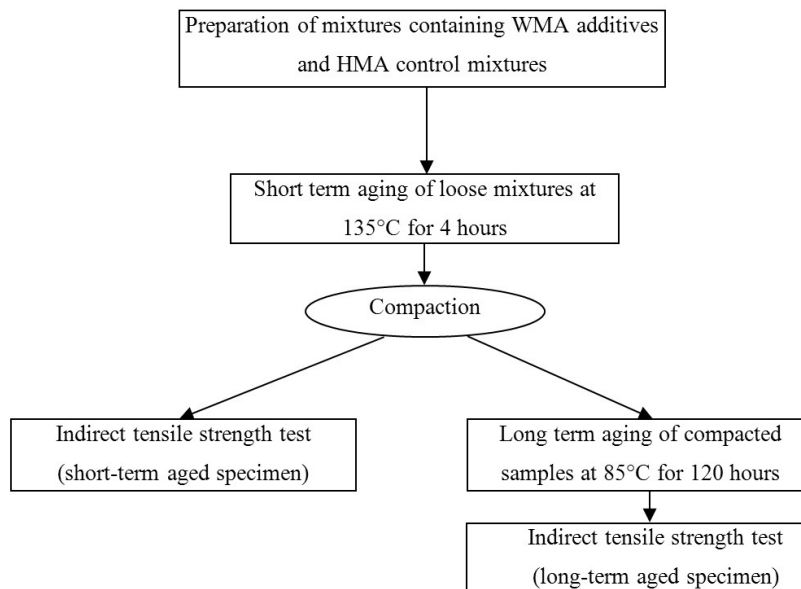 Preparation of mixtures containing WMA additives
and HMA control mixtures
Short term aging of loose mixtures at
135°C for 4 hours
Compaction
Indirect tensile strength test
(short-term aged specimen)
Long term aging of compacted
samples at 85°C for 120 hours
Indirect tensile strength test
(long-term aged specimen)